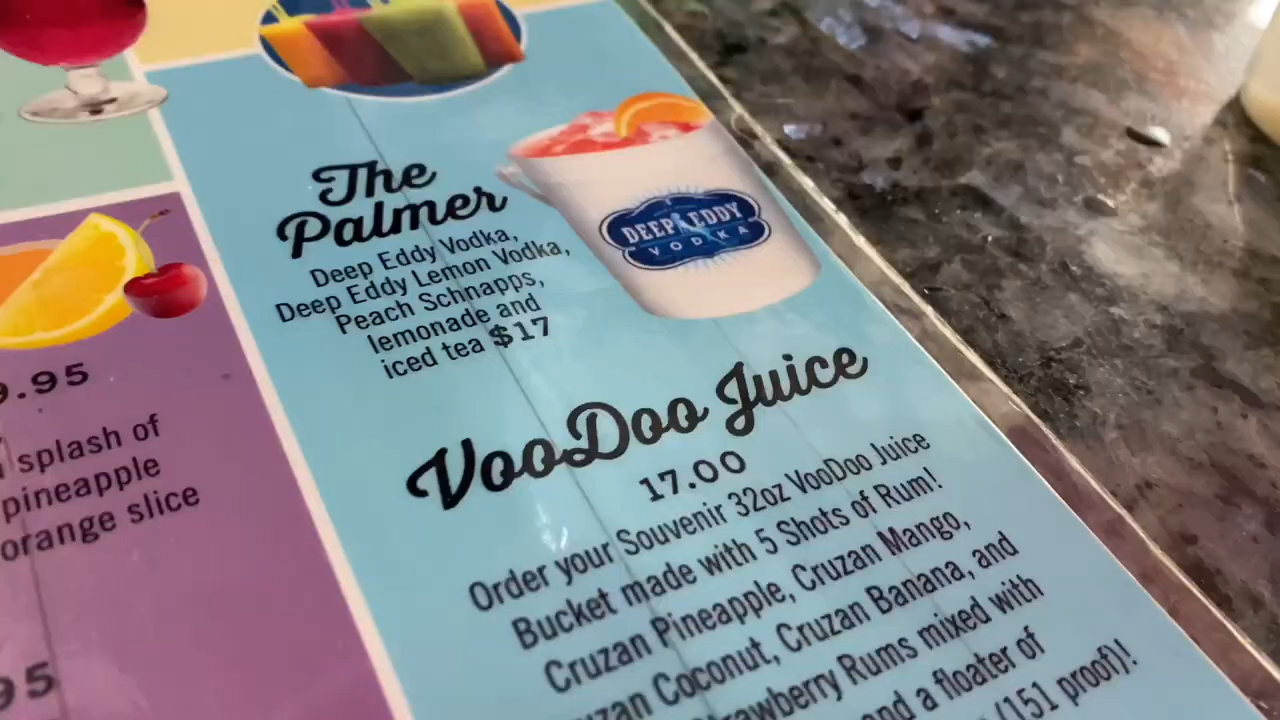 The
Palmer
Deep Eddy Vodka,
Deep Eddy Lemon Vodka,
Peach Schnapps,
lemonade and
iced tea $17
DEEP EDDY
VODKA
VooDoo Juice
17.00
Order your Souvenir 32oz VooDoo Juice
Bucket made with 5 Shots of Rum!
Cruzan Pineapple, Cruzan Mango,
Coconut, Cruzan Banana, and
Rums mixed with
and a floater of
(151 proof)!
9.95
splash of
pineapple
orange slice
95